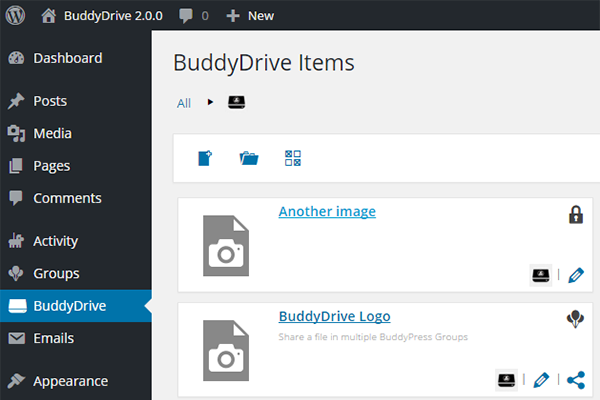 BuddyDrive 2.0.0 0 New
Dashboard
Posts
Media
Pages
Comments
Activity
Groups
BuddyDrive
Emails
Appearance
BuddyDrive Items
All
Another image
|
BuddyDrive Logo
Share a file in multiple BuddyPress Groups
| |